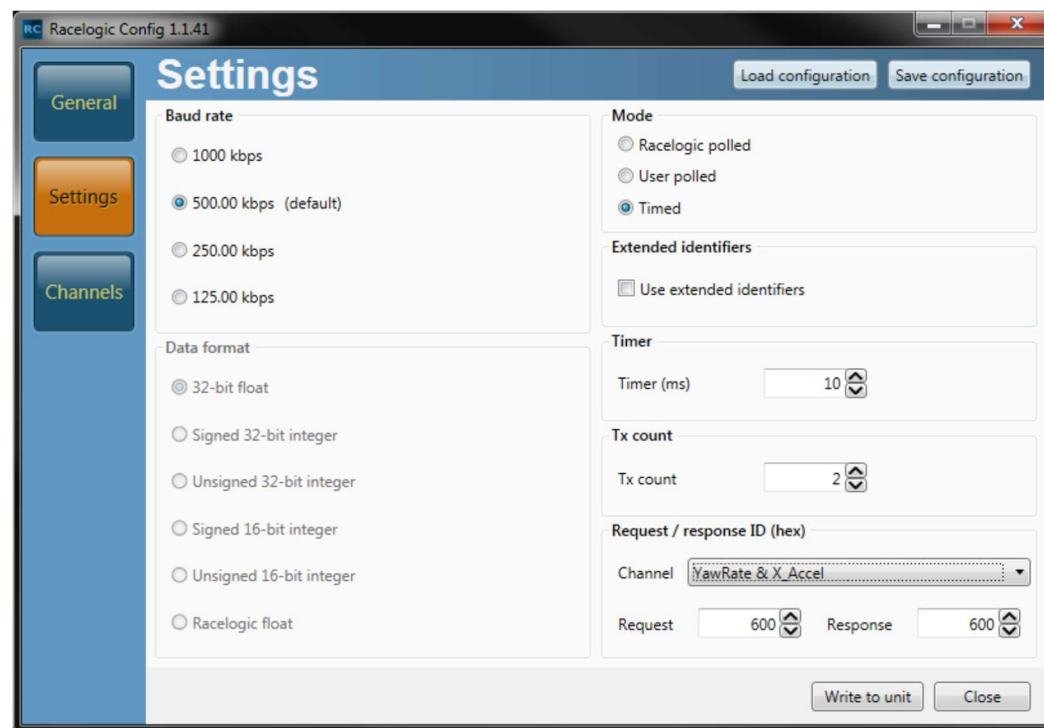 RC Racelogic Config 1.1.41
Settings
Load configuration
Save configuration
General
Settings
Channels
Baud rate
1000 kbps
500.00 kbps (default)
250.00 kbps
125.00 kbps
Data format
32-bit float
Signed 32-bit integer
Unsigned 32-bit integer
Signed 16-bit integer
Unsigned 16-bit integer
Racelogic float
Mode
Racelogic polled
User polled
Timed
Extended identifiers
Use extended identifiers
Timer
Timer (ms) 10
Tx count
Tx count 2
Request / response ID (hex)
Channel YawRate & X_Accel
Request 600 Response 600
Write to unit
Close